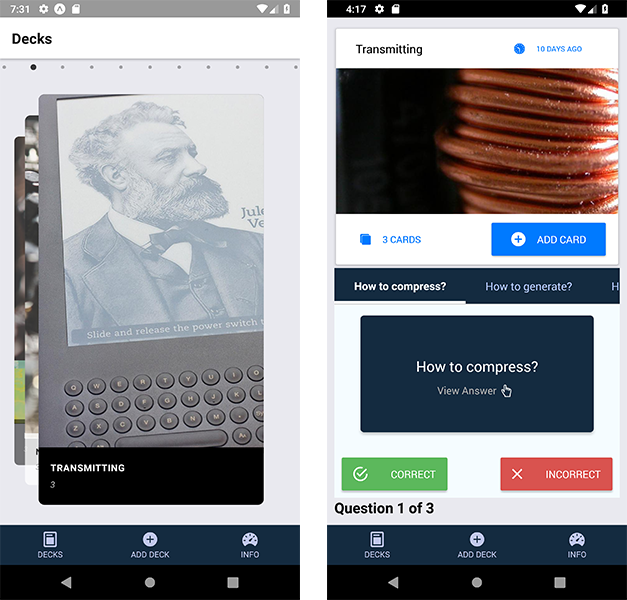 7:31
Decks
Jule
Ve
Slide and release the power switch t
Q W E R T Y U I O
A S D F G H J K L
Z X C V B N M
Aa
TRANSMITTING
3
DECKS
ADD DECK
INFO
4:17
Transmitting
10 DAYS AGO
3 CARDS
ADD CARD
How to compress?
How to generate?
H
How to compress?
View Answer
CORRECT
INCORRECT
Question 1 of 3
DECKS
ADD DECK
INFO